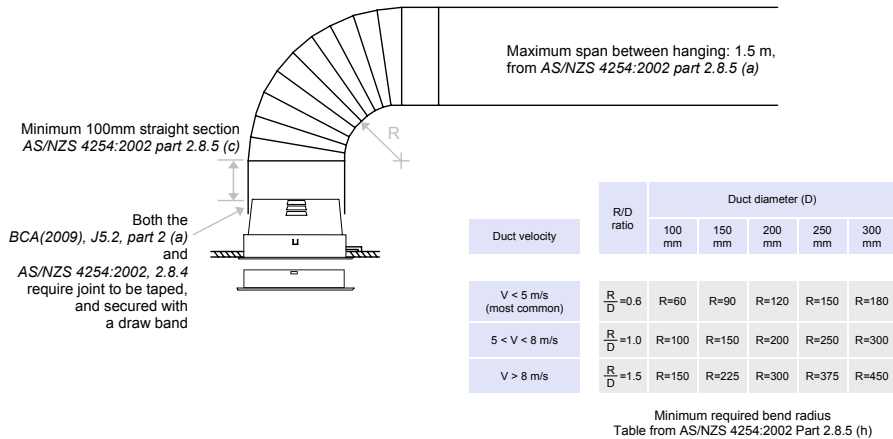 Maximum span between hanging: 1.5 m,
from AS/NZS 4254:2002 part 2.8.5 (a)
Minimum 100mm straight section
AS/NZS 4254:2002 part 2.8.5 (c)
R
Both the
BCA(2009), J5.2, part 2 (a)
and
AS/NZS 4254:2002, 2.8.4
require joint to be taped,
and secured with
a draw band
Duct velocity
R/D
ratio
Duct diameter (D)
100 mm 150 mm 200 mm 250 mm 300 mm
V < 5 m/s
(most common)
R/D =0.6 R=60 R=90 R=120 R=150 R=180
5 < V < 8 m/s R/D =1.0 R=100 R=150 R=200 R=250 R=300
V > 8 m/s R/D =1.5 R=150 R=225 R=300 R=375 R=450
Minimum required bend radius
Table from AS/NZS 4254:2002 Part 2.8.5 (h)